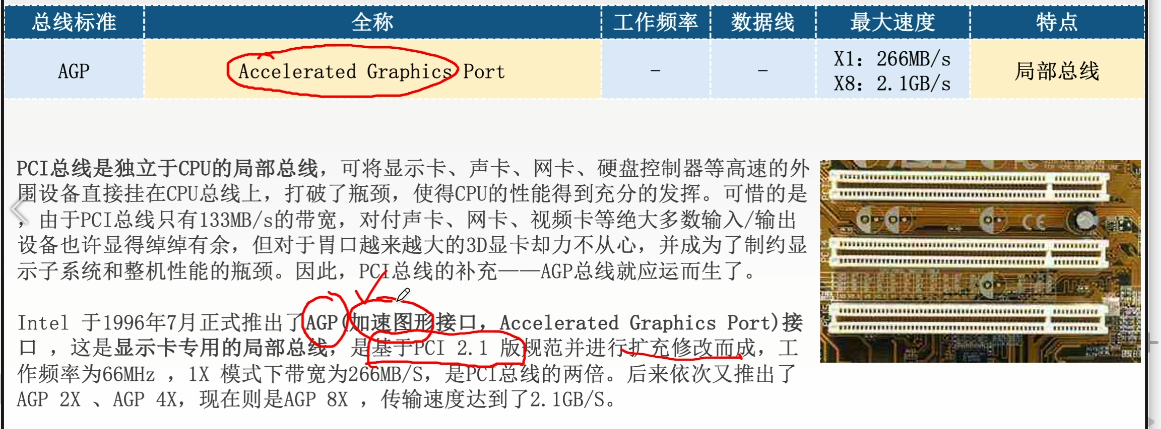 总线标准 全称 工作频率 数据线 最大速度 特点
AGP Accelerated Graphics Port - - X1: 266MB/s 局部总线
X8: 2.1GB/s
PCI总线是独立于CPU的局部总线，可将显示卡、声卡、网卡、硬盘控制器等高速的外
围设备直接挂在CPU总线上，打破了瓶颈，使得CPU的性能得到充分的发挥。可惜的是
，由于PCI总线只有133MB/s的带宽，对付声卡、网卡、视频卡等绝大多数输入/输出
设备也许显得绰绰有余，但对于胃口越来越大的3D显卡却力不从心，并成为了制约显
示子系统和整机性能的瓶颈。因此，PCI总线的补充——AGP总线就应运而生了。
Intel 于1996年7月正式推出了AGP(加速图形接口，Accelerated Graphics Port)接
口 ，这是显示卡专用的局部总线，是基于PCI 2.1 版规范并进行扩充修改而成，工
作频率为66MHz ，1X 模式下带宽为266MB/S，是PCI总线的两倍。后来依次又推出了
AGP 2X 、AGP 4X，现在则是AGP 8X ，传输速度达到了2.1GB/S。